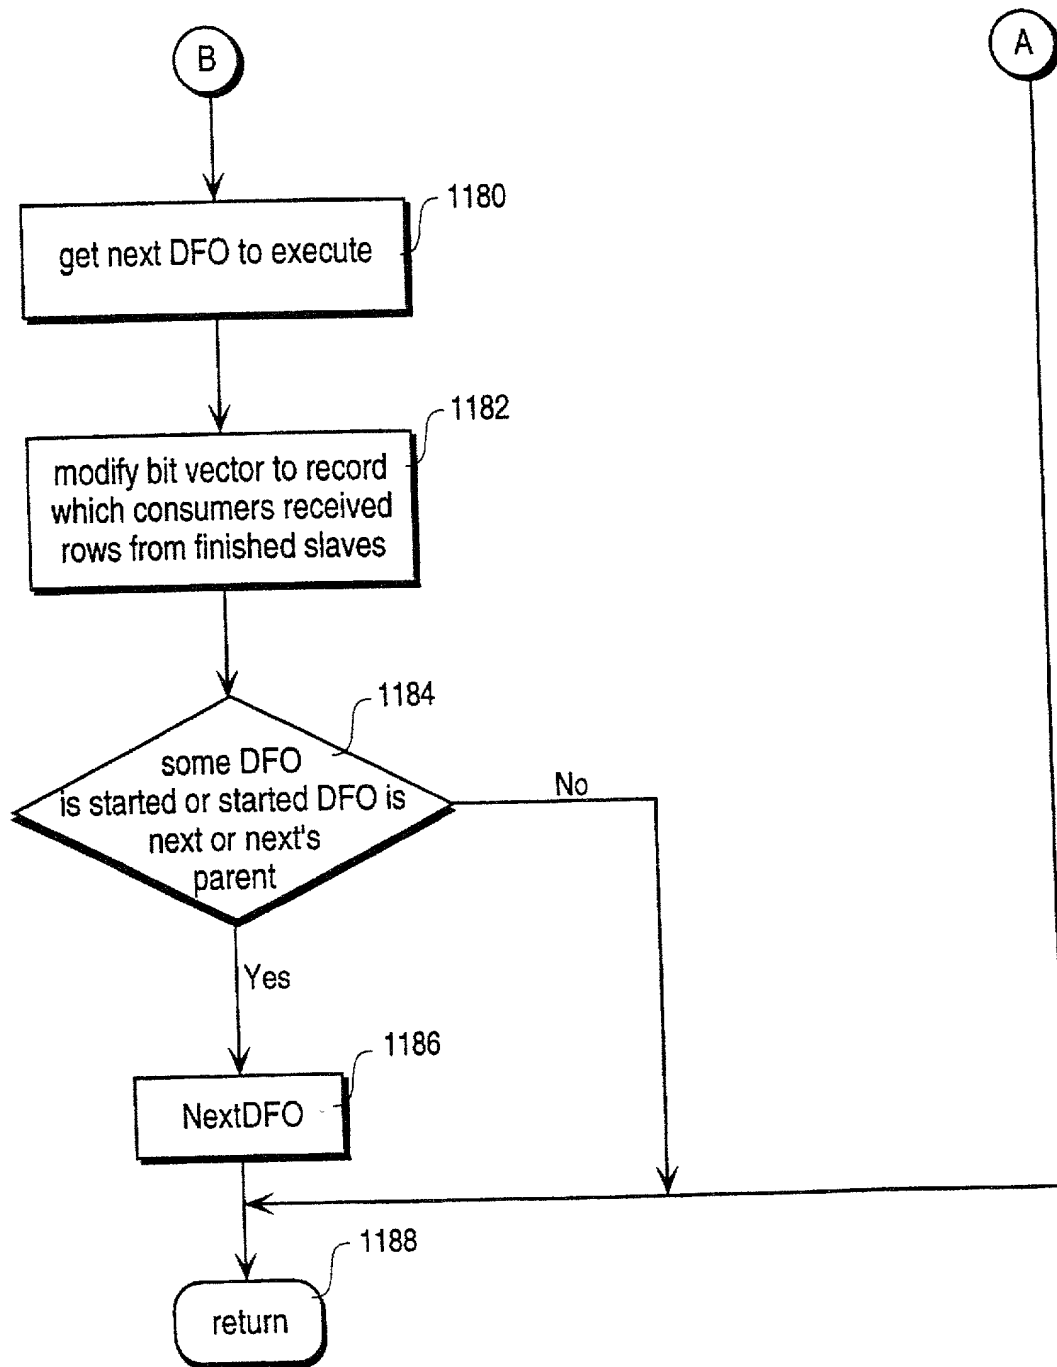 B
A
1180
get next DFO to execute
1182
modify bit vector to record
which consumers received
rows from finished slaves
1184
some DFO
is started or started DFO is
next or next's
parent
No
Yes
1186
NextDFO
1188
return